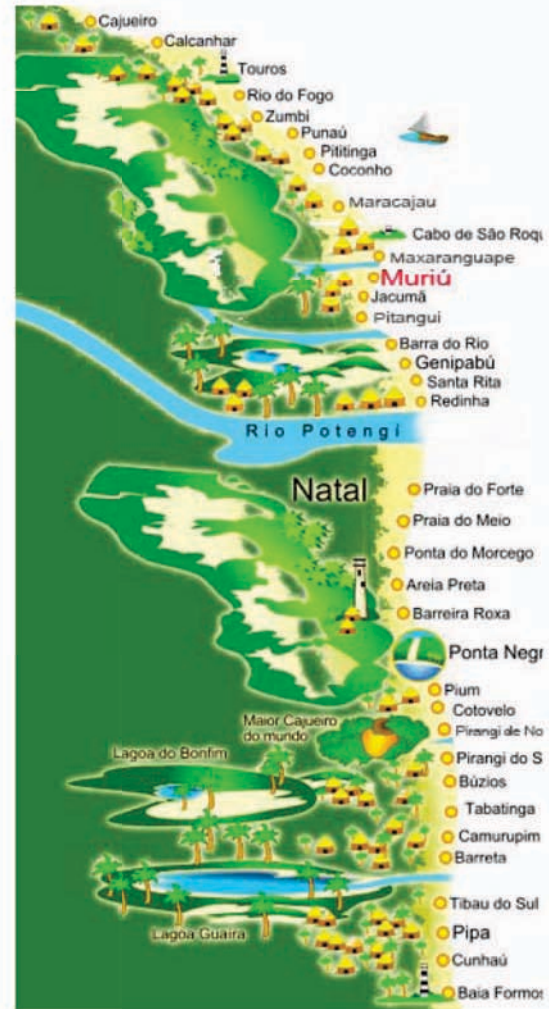 Cajueiro
Calcanhar
Touros
Rio do Fogo
Zumbi
Punaú
Pititinga
Coconho
Maracajau
Cabo de São Roqu
Maxaranguape
Muriú
Jacumã
Pitangui
Barra do Rio
Genipabú
Santa Rita
Redinha
Rio Potengi
Natal
Praia do Forte
Praia do Meio
Ponta do Morcego
Areia Preta
Barreira Roxa
Ponta Negr
Pium
Cotovelo
Maior Cajueiro
do mundo
Pirangi de No
Lagoa do Bonfim
Pirangi do S
Búzios
Tabatinga
Camurupim
Barreta
Tibau do Sul
Lagoa Guaíra
Pipa
Cunhaú
Baia Formos